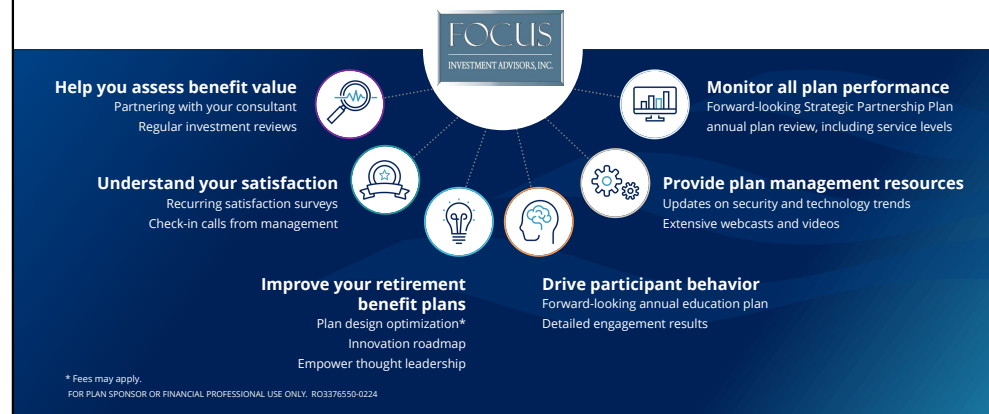 FOCUS
INVESTMENT ADVISORS, INC.
Help you assess benefit value
Partnering with your consultant
Regular investment reviews
Understand your satisfaction
Recurring satisfaction surveys
Check-in calls from management
Improve your retirement
benefit plans
Plan design optimization*
Innovation roadmap
Empower thought leadership
Drive participant behavior
Forward-looking annual education plan
Detailed engagement results
Provide plan management resources
Updates on security and technology trends
Extensive webcasts and videos
Monitor all plan performance
Forward-looking Strategic Partnership Plan
annual plan review, including service levels
* Fees may apply.
FOR PLAN SPONSOR OR FINANCIAL PROFESSIONAL USE ONLY. RO3376550-0224